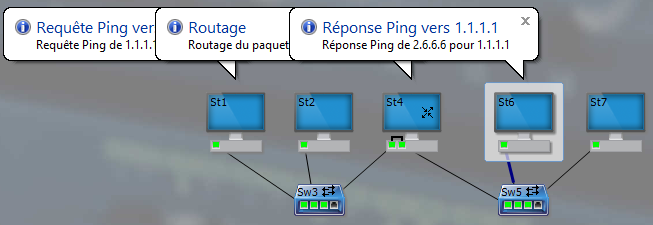 Requête Ping ver
Requête Ping de 1.1.1.1
Routage
Routage du paquet
Réponse Ping vers 1.1.1.1
Réponse Ping de 2.6.6.6 pour 1.1.1.1
St1
St2
St4
St6
St7
Sw3
Sw5